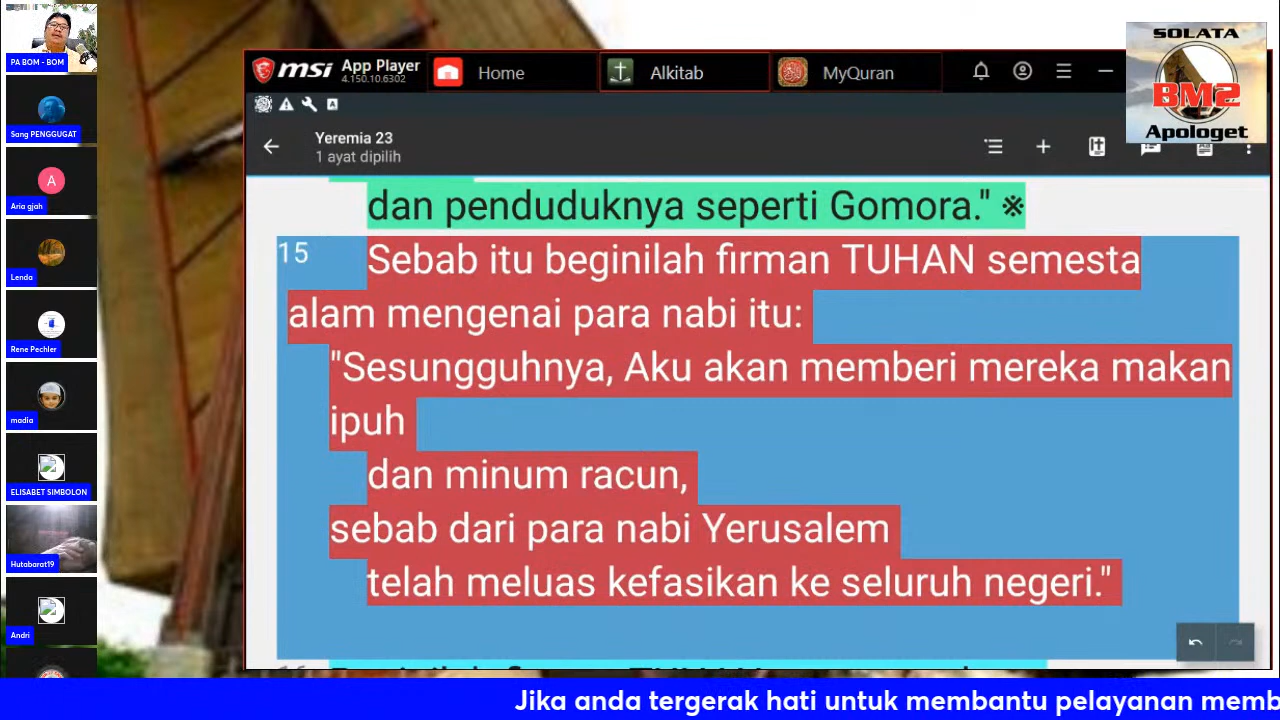 PA BOM - BOM
Sang PENGGUGAT
A
Aria gjah
Lenda
Rene Pechler
madia
ELISABET SIMBOLON
Hutabarat19
Andri
msi App Player
4.150.10.6302
Home
Alkitab
MyQuran
SOLATA
BM2
Apologet
Yeremia 23
1 ayat dipilih
dan penduduknya seperti Gomora." ※
15 Sebab itu beginilah firman TUHAN semesta
alam mengenai para nabi itu:
"Sesungguhnya, Aku akan memberi mereka makan
ipuh
dan minum racun,
sebab dari para nabi Yerusalem
telah meluas kefasikan ke seluruh negeri."
Jika anda tergerak hati untuk membantu pelayanan memb